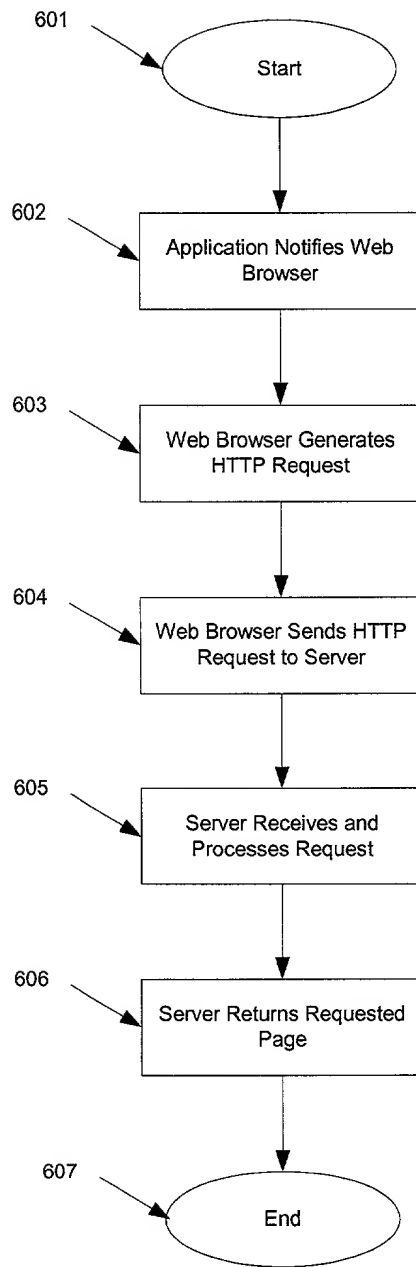 601
Start
602
Application Notifies Web
Browser
603
Web Browser Generates
HTTP Request
604
Web Browser Sends HTTP
Request to Server
605
Server Receives and
Processes Request
606
Server Returns Requested
Page
607
End